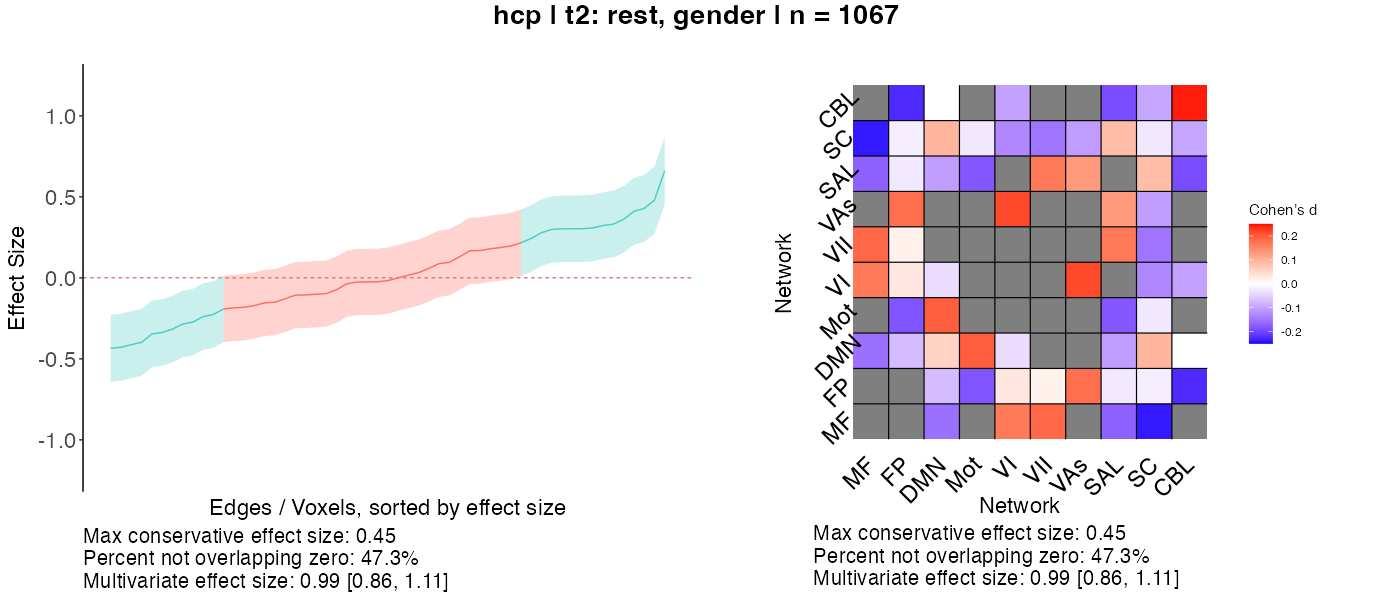 hcp | t2: rest, gender | n = 1067
Effect Size
1.0
0.5
0.0
-0.5
-1.0
Edges / Voxels, sorted by effect size
Max conservative effect size: 0.45
Percent not overlapping zero: 47.3%
Multivariate effect size: 0.99 [0.86, 1.11]
Network
CBL
SC
SAL
VAs
VII
VI
Mot
DMN
FP
MF
MF FP DMN Mot VI VII VAs SAL SC CBL
Network
Max conservative effect size: 0.45
Percent not overlapping zero: 47.3%
Multivariate effect size: 0.99 [0.86, 1.11]
Cohen's d
0.2
0.1
0.0
-0.1
-0.2